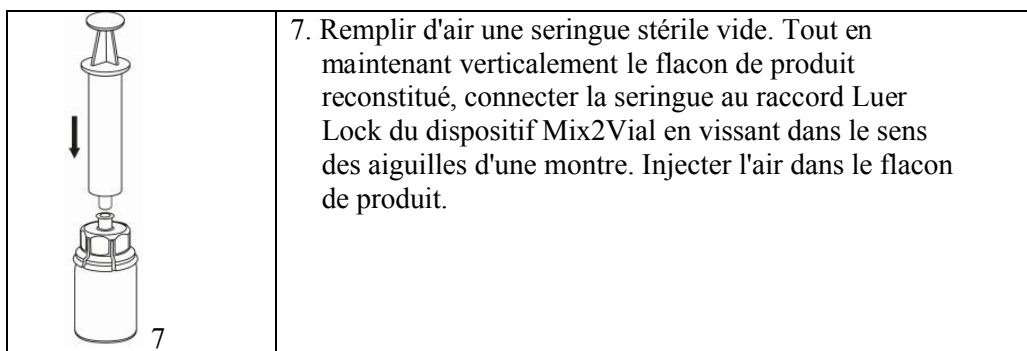 7. Remplir d'air une seringue stérile vide. Tout en
maintenant verticalement le flacon de produit
reconstitué, connecter la seringue au raccord Luer
Lock du dispositif Mix2Vial en vissant dans le sens
des aiguilles d'une montre. Injecter l'air dans le flacon
de produit.
7